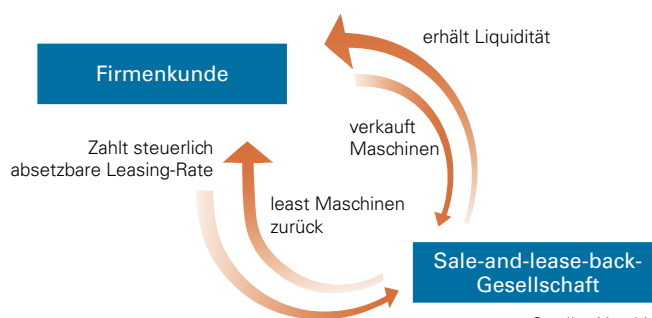 erhält Liquidität
Firmenkunde
verkauft
Maschinen
Zahlt steuerlich
absetzbare Leasing-Rate
least Maschinen
zurück
Sale-and-lease-back-
Gesellschaft